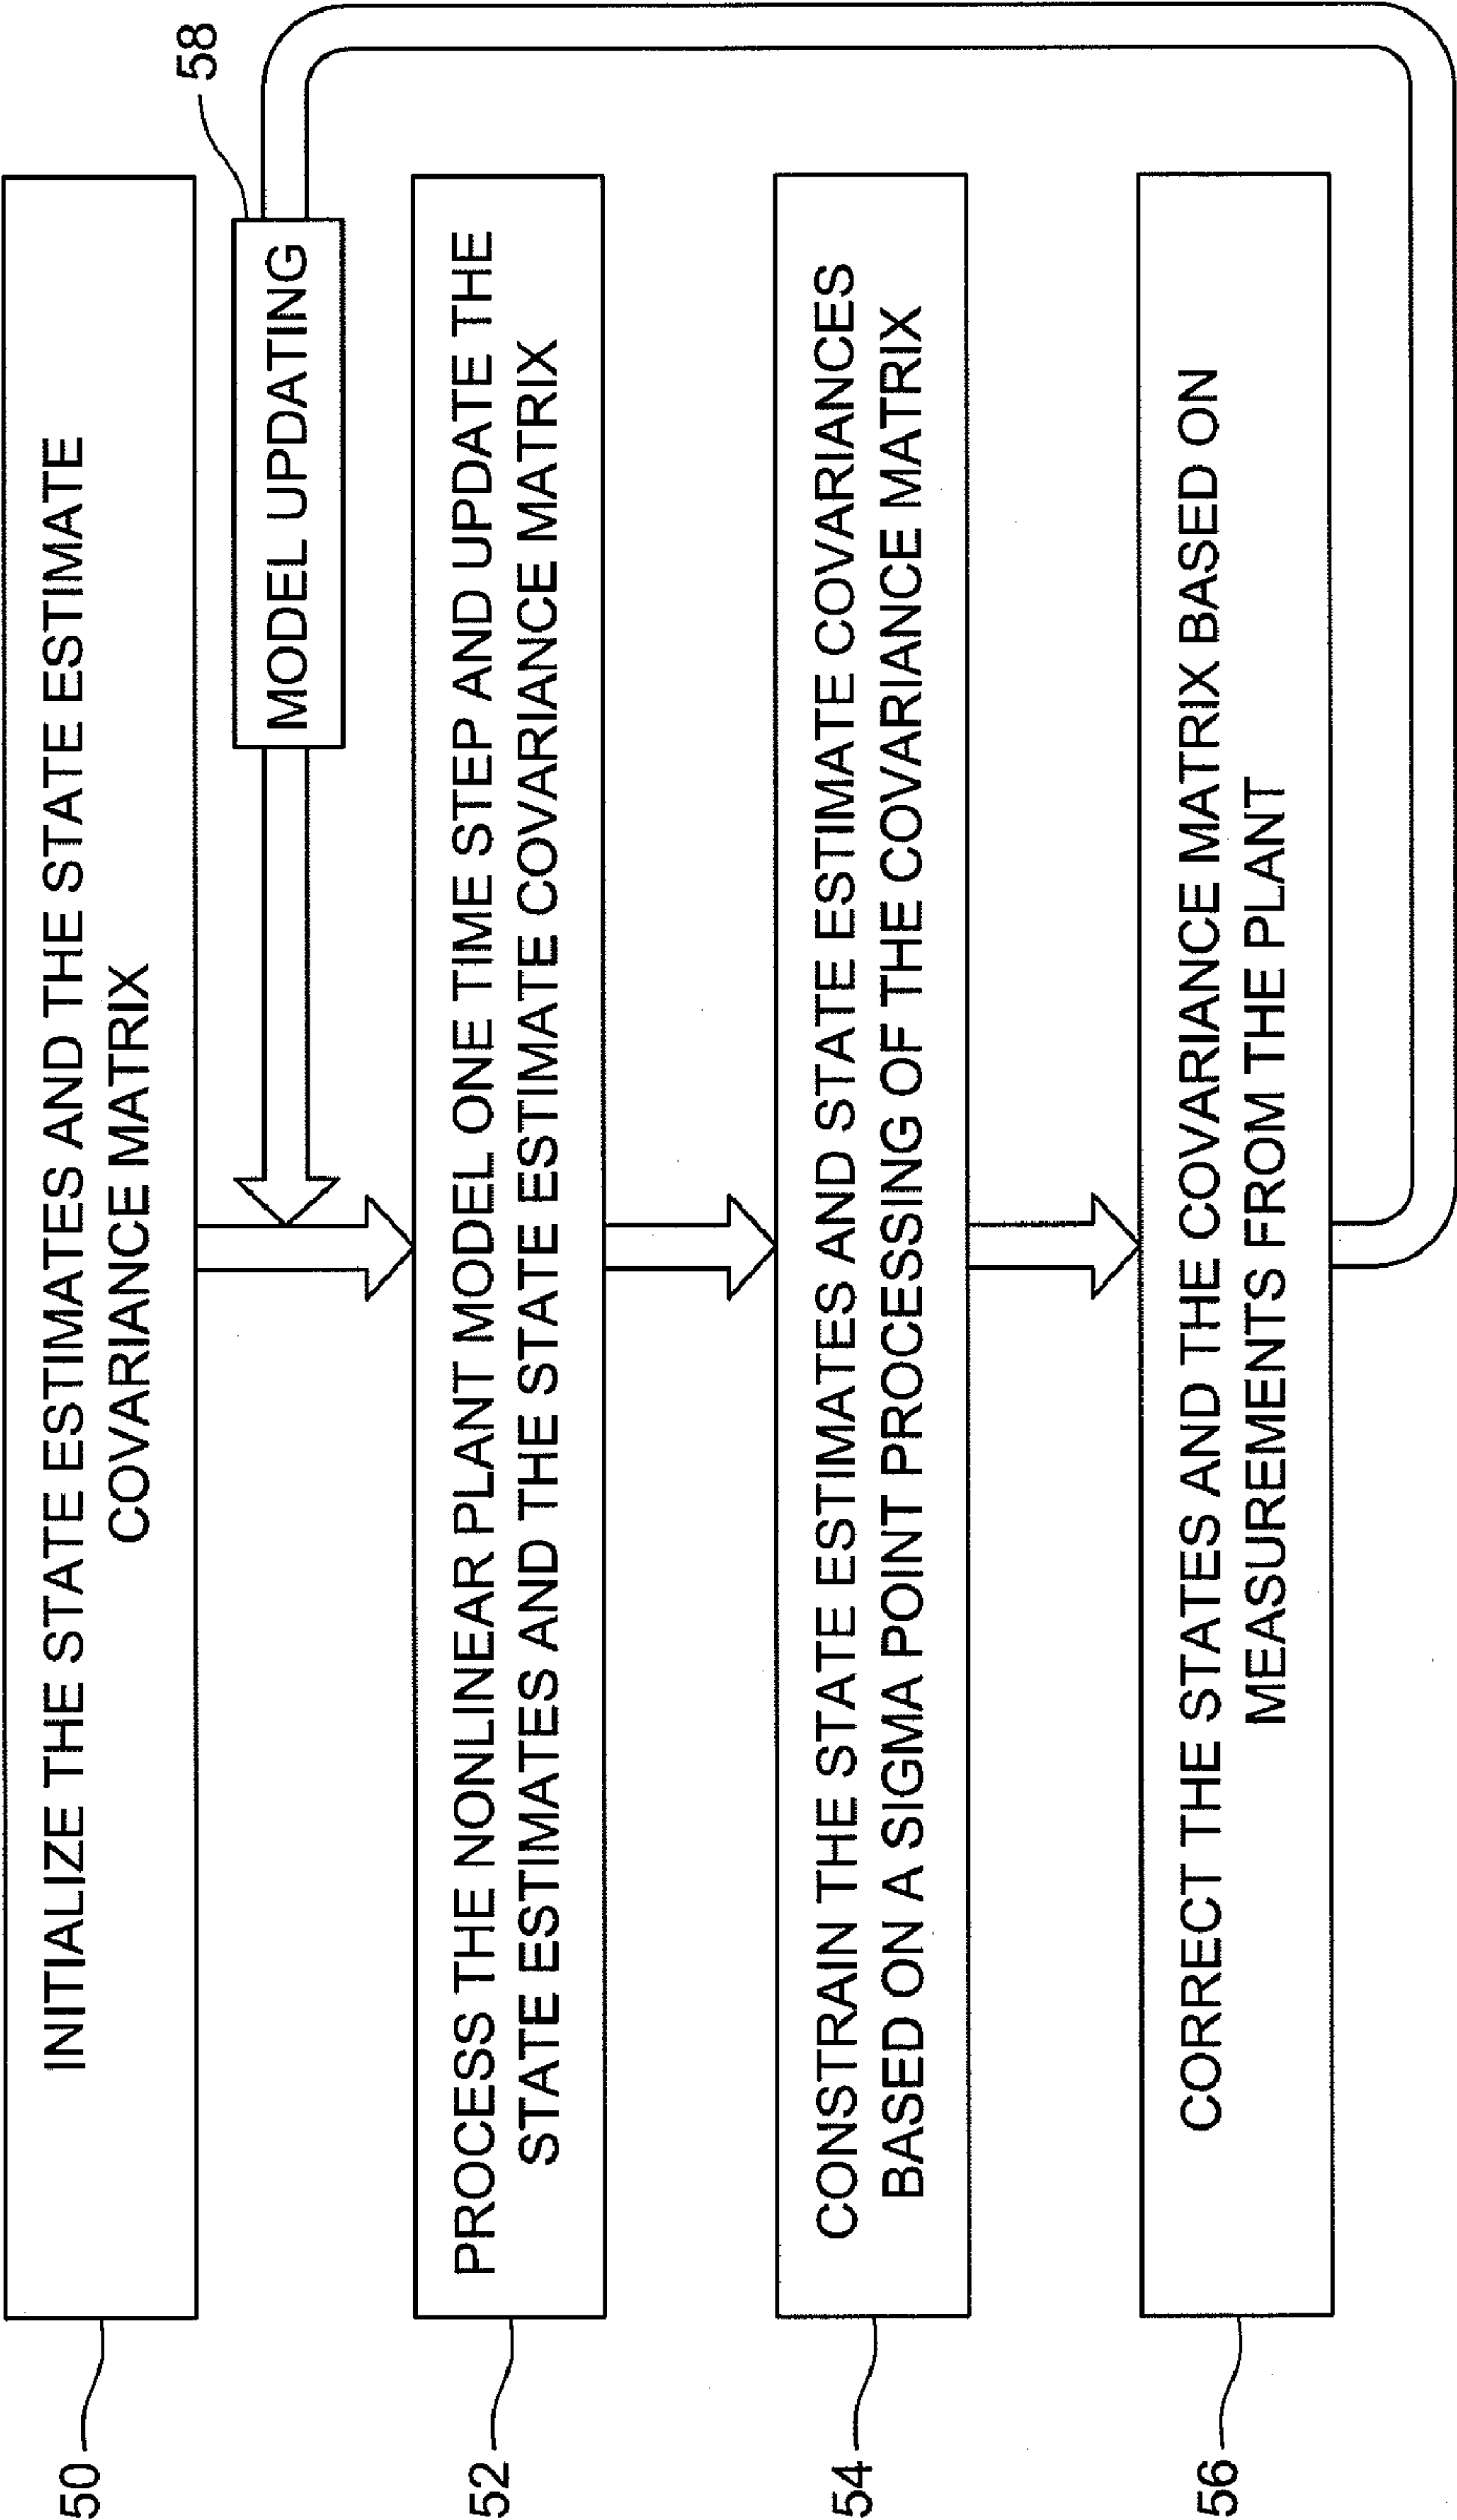 50
INITIALIZE THE STATE ESTIMATES AND THE STATE ESTIMATE
COVARIANCE MATRIX
58
MODEL UPDATING
52
PROCESS THE NONLINEAR PLANT MODEL ONE TIME STEP AND UPDATE THE
STATE ESTIMATES AND THE STATE ESTIMATE COVARIANCE MATRIX
54
CONSTRAIN THE STATE ESTIMATES AND STATE ESTIMATE COVARIANCES
BASED ON A SIGMA POINT PROCESSING OF THE COVARIANCE MATRIX
56
CORRECT THE STATES AND THE COVARIANCE MATRIX BASED ON
MEASUREMENTS FROM THE PLANT